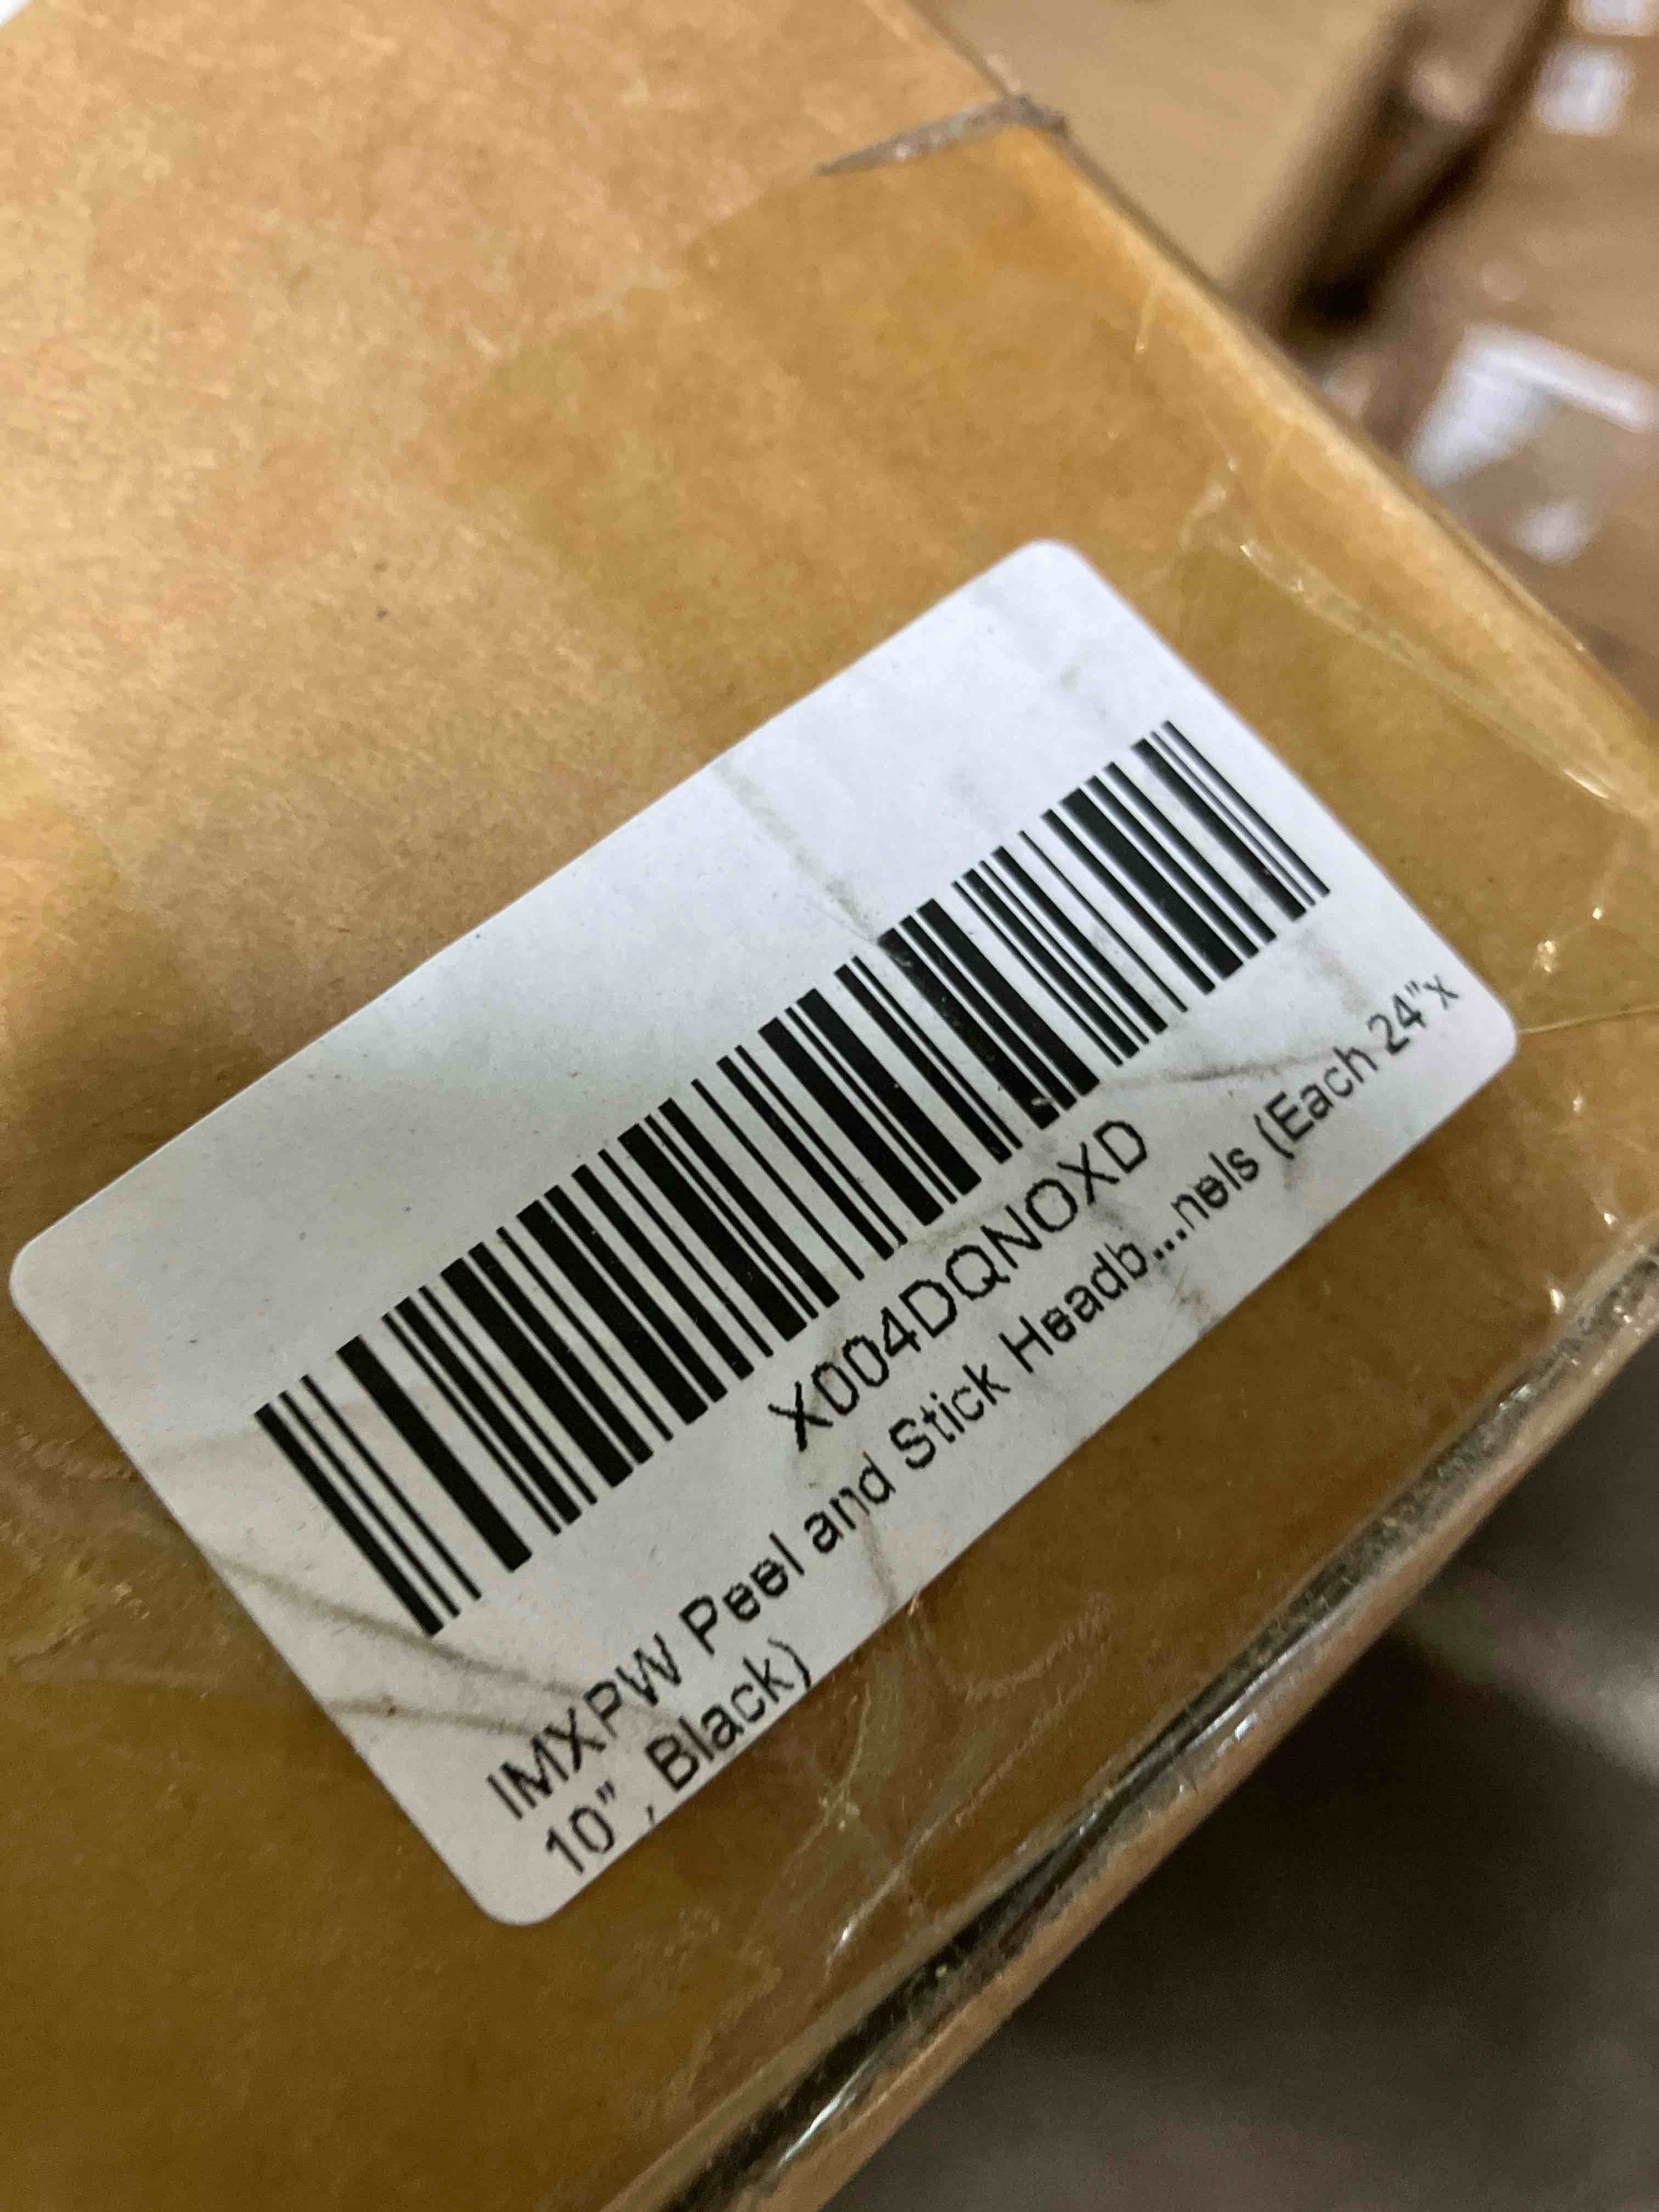 X004DQNOXD
IMXPW Peel and Stick Headb...nels (Each 24"x
10" , Black)